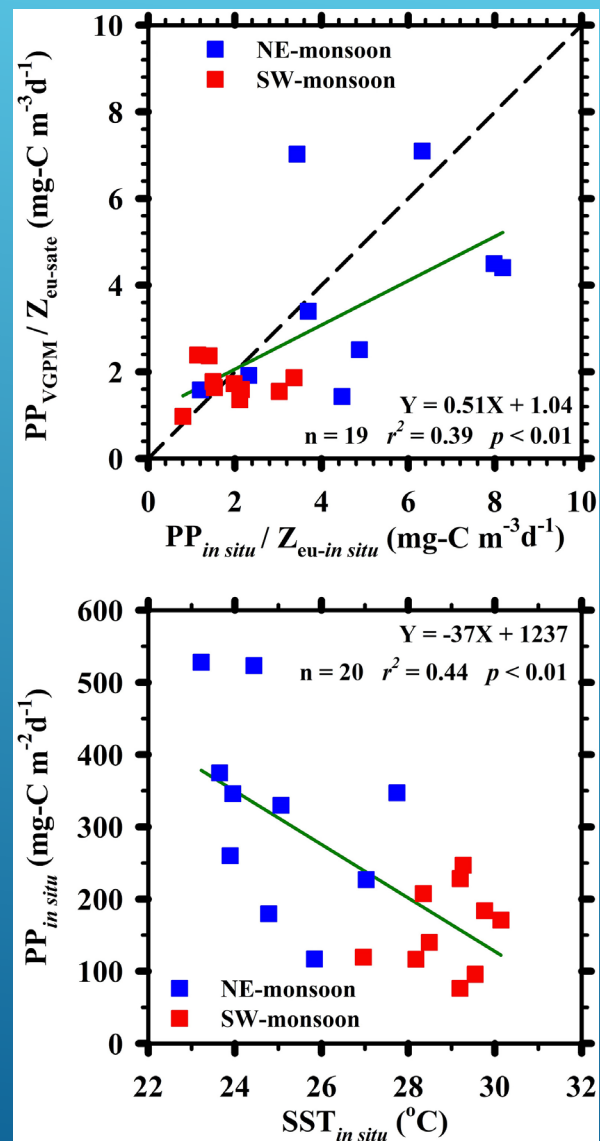 10
NE-monsoon
SW-monsoon
8
6
4
2
0
PP_VGPM / Z_eu-sate (mg-C m⁻³d⁻¹)
Y = 0.51X + 1.04
n = 19 r² = 0.39 p < 0.01
0 2 4 6 8 10
PP_in situ / Z_eu-in situ (mg-C m⁻³d⁻¹)
600
Y = -37X + 1237
n = 20 r² = 0.44 p < 0.01
500
400
300
200
100
0
PP_in situ (mg-C m⁻²d⁻¹)
NE-monsoon
SW-monsoon
22 24 26 28 30 32
SST_in situ (°C)